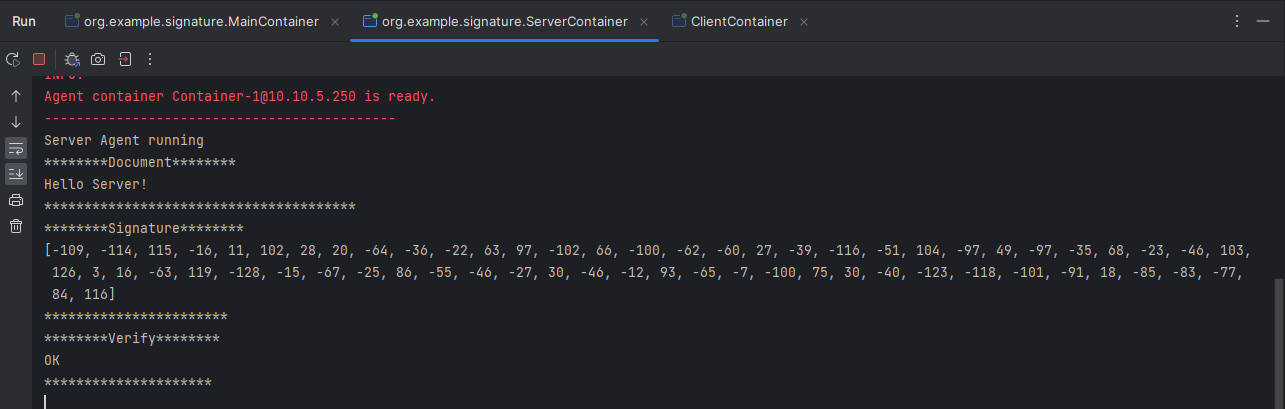 Run org.example.signature.MainContainer org.example.signature.ServerContainer ClientContainer
INFO:
Agent container Container-1@10.10.5.250 is ready.
--------------------------------------------
Server Agent running
********Document********
Hello Server!
***************************************
********Signature********
[-109, -114, 115, -16, 11, 102, 28, 20, -64, -36, -22, 63, 97, -102, 66, -100, -62, -60, 27, -39, -116, -51, 104, -97, 49, -97, -35, 68, -23, -46, 103,
126, 3, 16, -63, 119, -128, -15, -67, -25, 86, -55, -46, -27, 30, -46, -12, 93, -65, -7, -100, 75, 30, -40, -123, -118, -101, -91, 18, -85, -83, -77,
84, 116]
***********************
********Verify********
OK
*********************